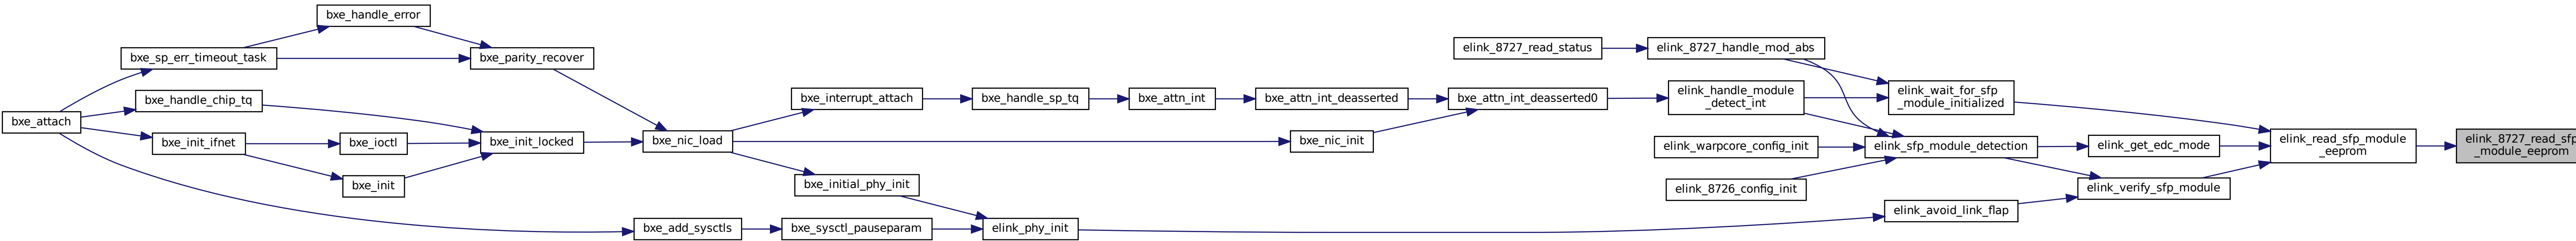 bxe_attach
bxe_sp_err_timeout_task
bxe_handle_chip_tq
bxe_init_ifnet
bxe_handle_error
bxe_ioctl
bxe_init
bxe_parity_recover
bxe_init_locked
bxe_nic_load
bxe_add_sysctls
bxe_interrupt_attach
bxe_initial_phy_init
bxe_sysctl_pauseparam
bxe_handle_sp_tq
elink_phy_init
bxe_attn_int
bxe_attn_int_deasserted
bxe_nic_init
bxe_attn_int_deasserted0
elink_8727_read_status
elink_8727_handle_mod_abs
elink_handle_module
_detect_int
elink_warpcore_config_init
elink_8726_config_init
elink_wait_for_sfp
_module_initialized
elink_sfp_module_detection
elink_avoid_link_flap
elink_get_edc_mode
elink_verify_sfp_module
elink_read_sfp_module
_eeprom
elink_8727_read_sfp
_module_eeprom